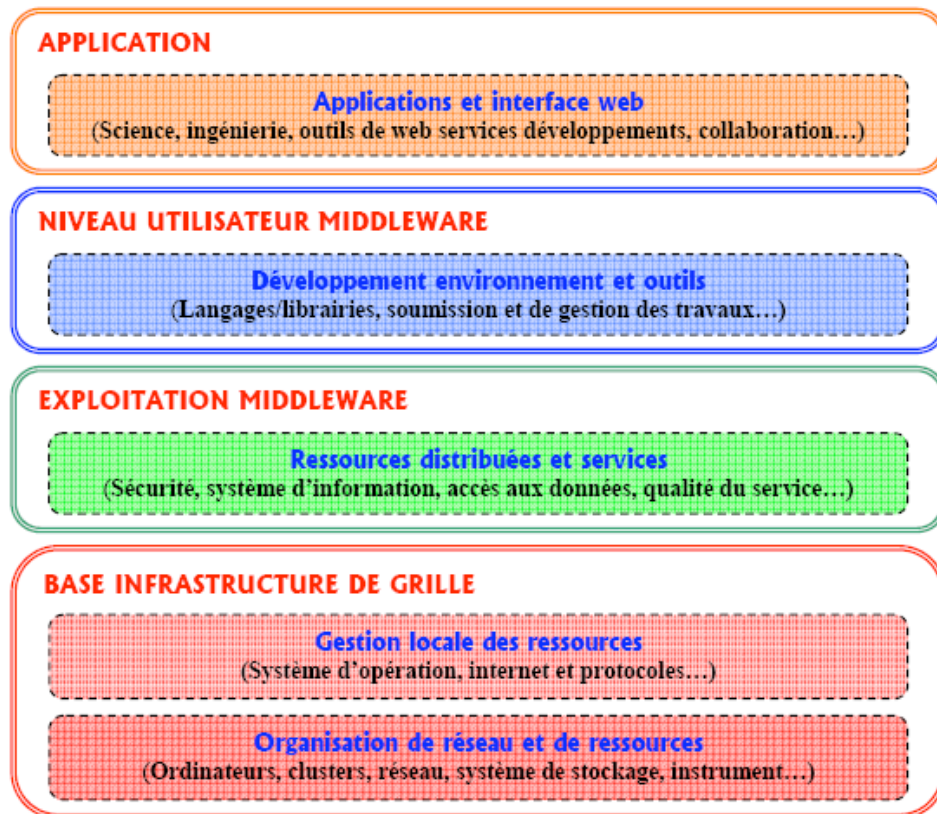 APPLICATION
Applications et interface web
(Science, ingénierie, outils de web services développements, collaboration…)
NIVEAU UTILISATEUR MIDDLEWARE
Développement environnement et outils
(Langages/librairies, soumission et de gestion des travaux…)
EXPLOITATION MIDDLEWARE
Ressources distribuées et services
(Sécurité, système d’information, accès aux données, qualité du service…)
BASE INFRASTRUCTURE DE GRILLE
Gestion locale des ressources
(Système d’opération, internet et protocoles…)
Organisation de réseau et de ressources
(Ordinateurs, clusters, réseau, système de stockage, instrument…)